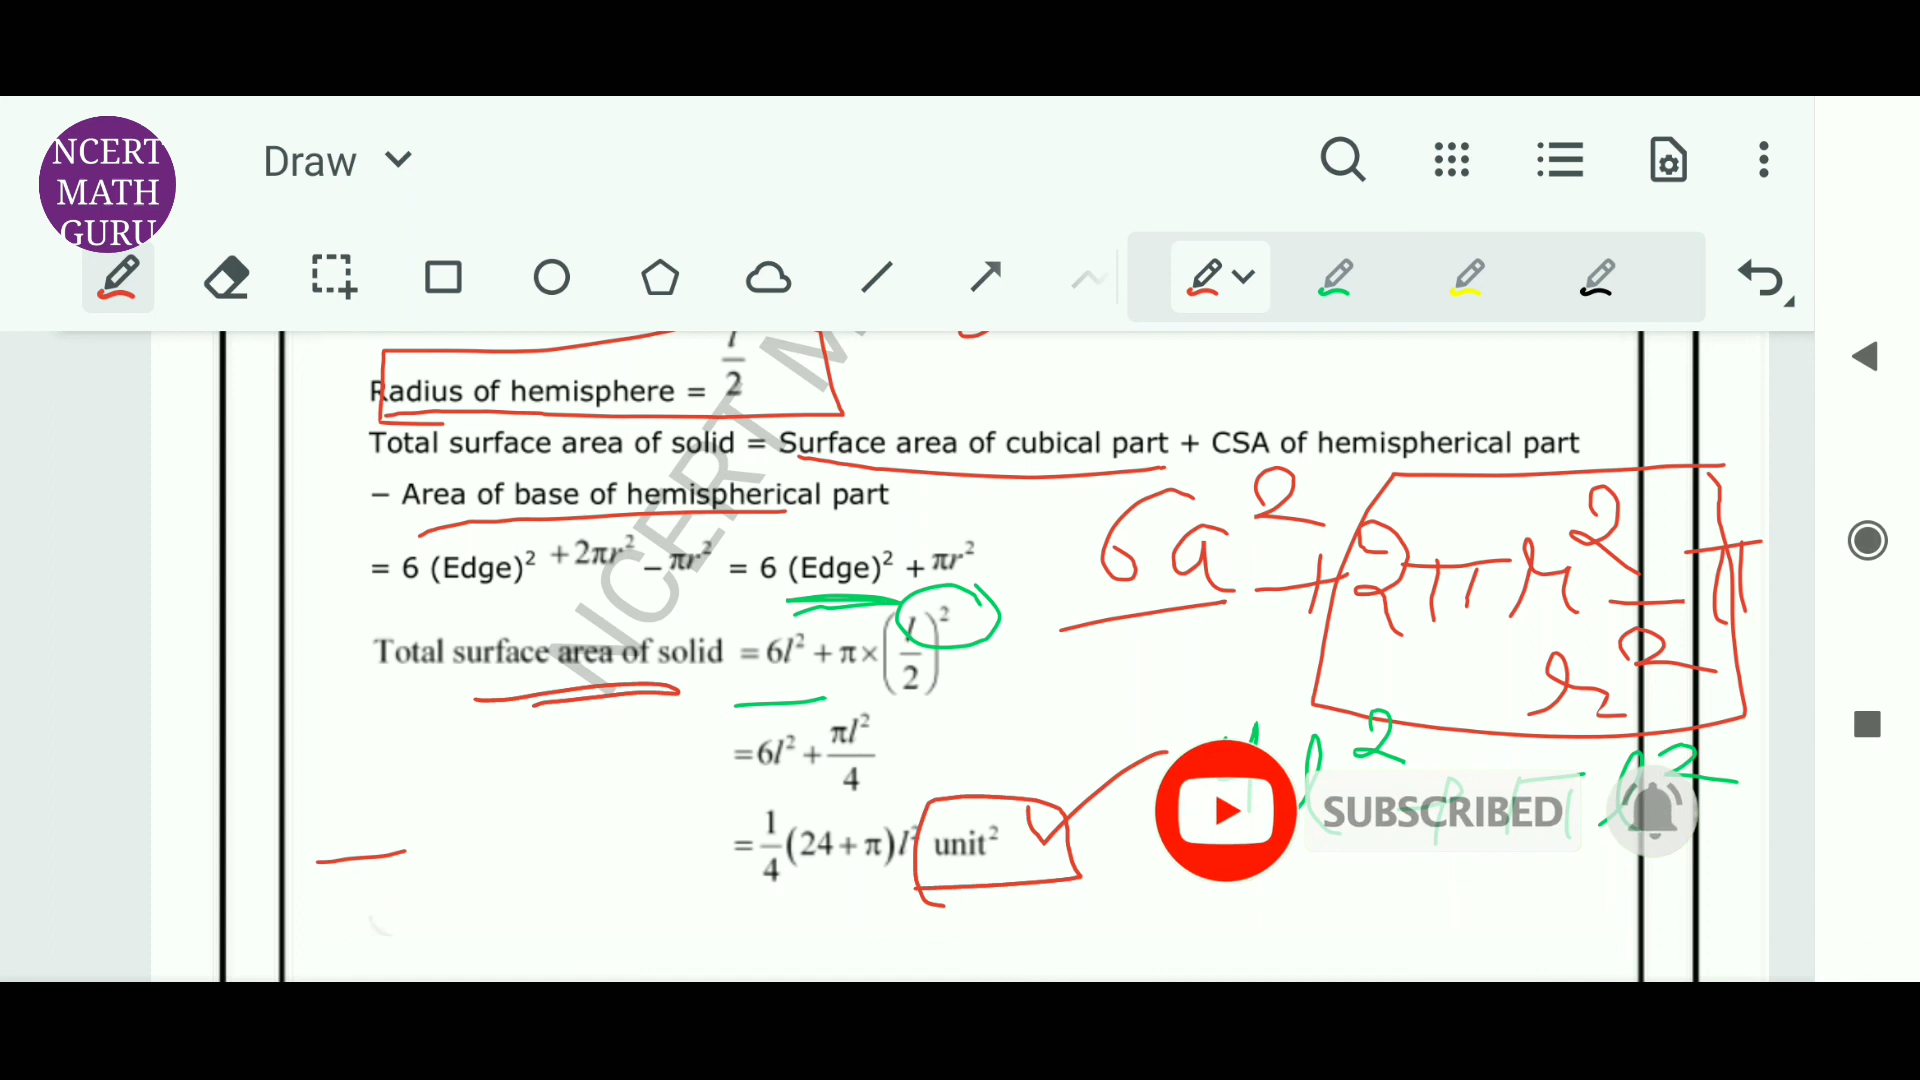 NCERT
MATH
GURU
Draw
Radius of hemisphere = l/2
Total surface area of solid = Surface area of cubical part + CSA of hemispherical part
− Area of base of hemispherical part
= 6 (Edge)² +2πr² − πr² = 6 (Edge)² + πr²
6a² + 2πr² − π
r²
Total surface area of solid = 6l² + π × (l/2)²
= 6l² + πl²/4
= 1/4 (24 + π)l² unit²
SUBSCRIBED
NCERT M